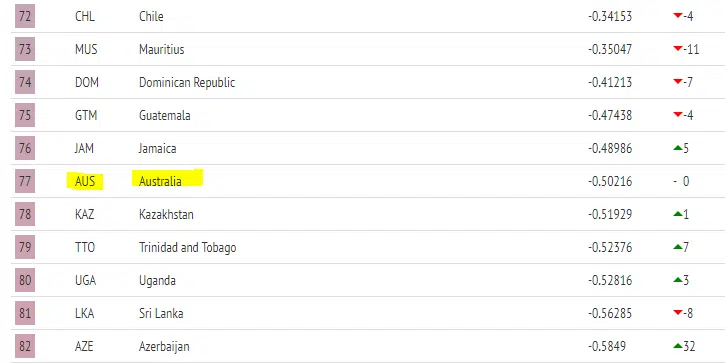 72 CHL Chile -0.34153 -4
73 MUS Mauritius -0.35047 -11
74 DOM Dominican Republic -0.41213 -7
75 GTM Guatemala -0.47438 -4
76 JAM Jamaica -0.48986 5
77 AUS Australia -0.50216 - 0
78 KAZ Kazakhstan -0.51929 1
79 TTO Trinidad and Tobago -0.52376 7
80 UGA Uganda -0.52816 3
81 LKA Sri Lanka -0.56285 -8
82 AZE Azerbaijan -0.5849 32